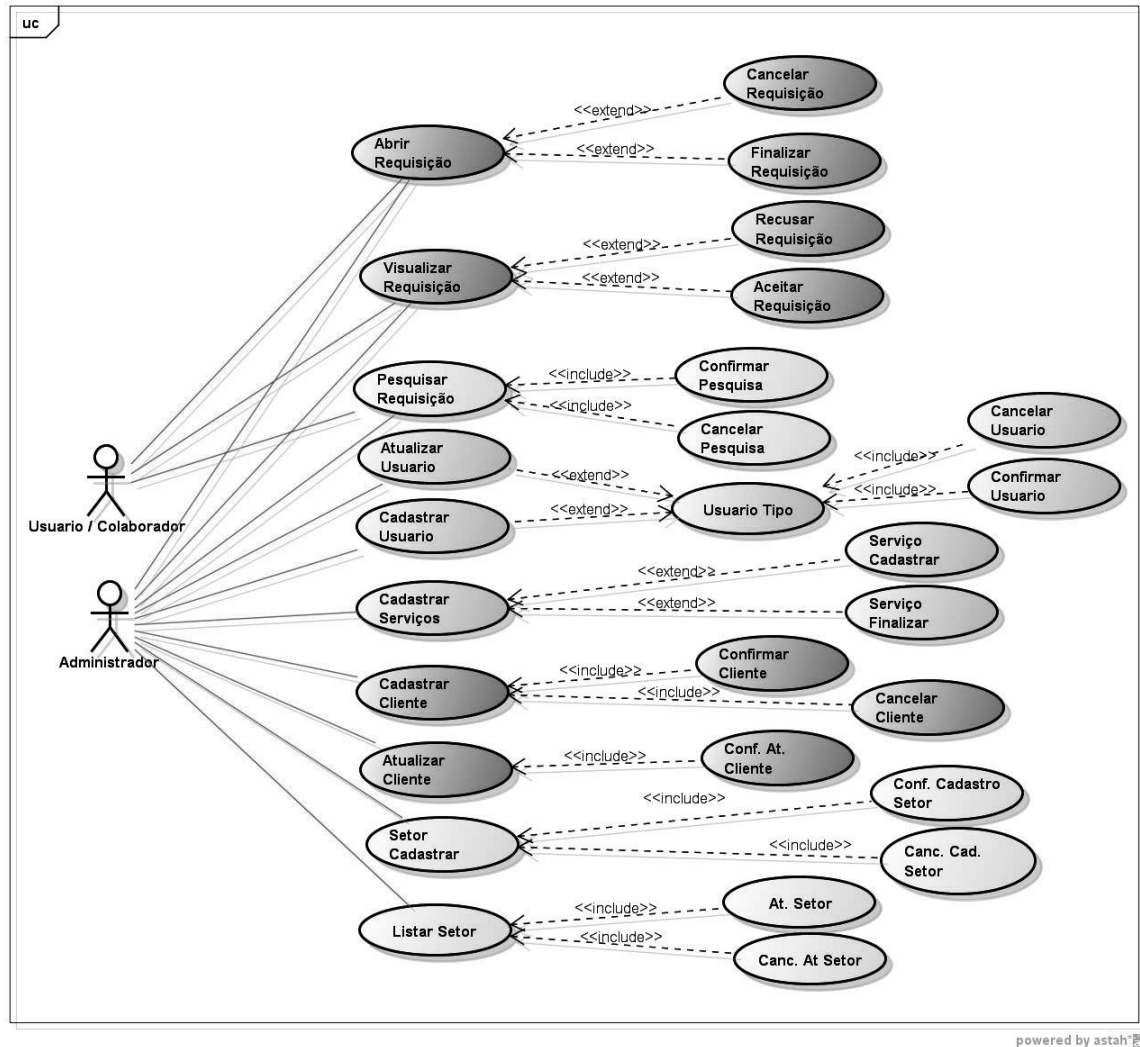 uc
Cancelar
Requisição
<<extend>>
Abrir
Requisição
<<extend>>
Finalizar
Requisição
Recusar
Requisição
<<extend>>
Visualizar
Requisição
<<extend>>
Aceitar
Requisição
Pesquisar
Requisição
<<include>>
Confirmar
Pesquisa
<<include>>
Cancelar
Pesquisa
Cancelar
Usuario
Atualizar
Usuario
<<include>>
<<extend>>
Usuario Tipo
<<include>>
Confirmar
Usuario
Usuario / Colaborador
Cadastrar
Usuario
<<extend>>
Serviço
Cadastrar
<<extend>>
Cadastrar
Serviços
<<extend>>
Serviço
Finalizar
Administrador
Cadastrar
Cliente
<<include>>
Confirmar
Cliente
<<include>>
Cancelar
Cliente
Atualizar
Cliente
<<include>>
Conf. At.
Cliente
Conf. Cadastro
Setor
<<include>>
Setor
Cadastrar
<<include>>
Canc. Cad.
Setor
At. Setor
<<include>>
Listar Setor
<<include>>
Canc. At Setor
powered by astah*